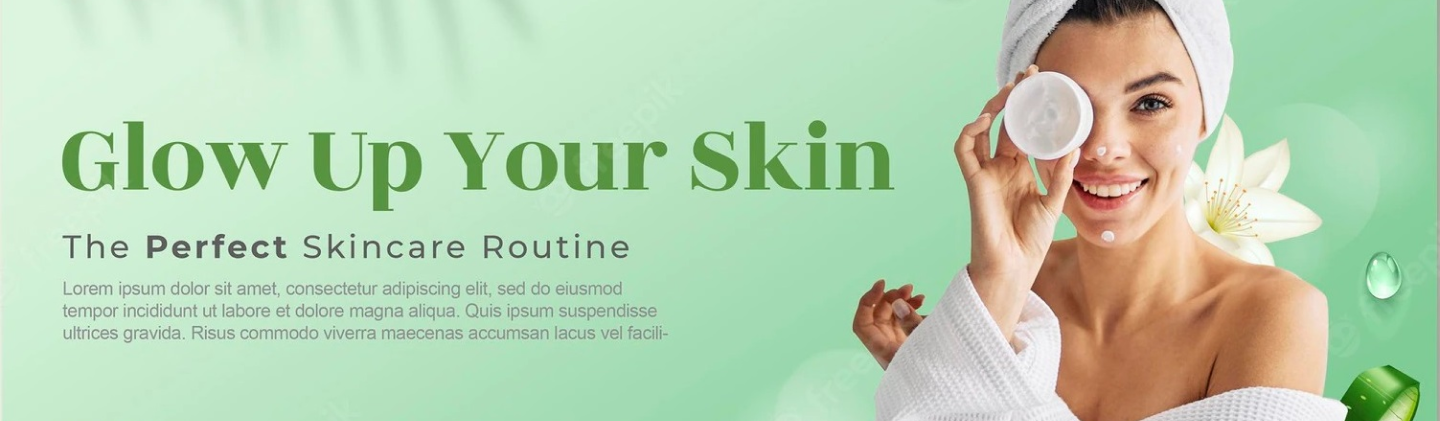 Glow Up Your Skin
The Perfect Skincare Routine
Lorem ipsum dolor sit amet, consectetur adipiscing elit, sed do eiusmod
tempor incididunt ut labore et dolore magna aliqua. Quis ipsum suspendisse
ultrices gravida. Risus commodo viverra maecenas accumsan lacus vel facili-